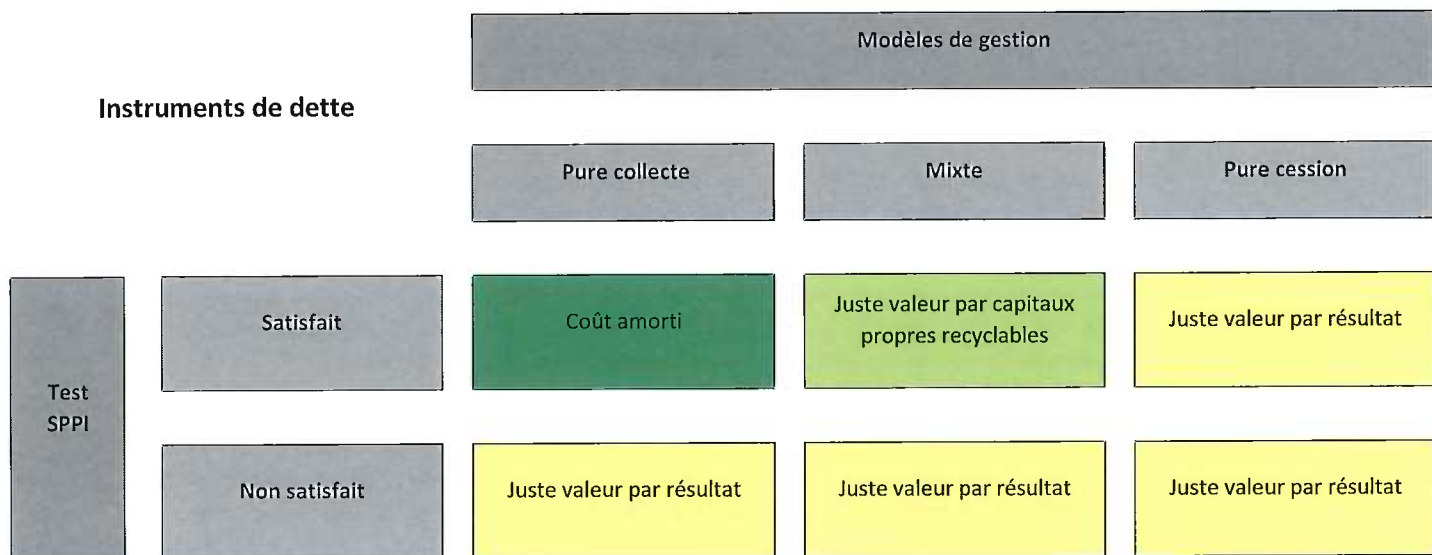 Modèles de gestion
Instruments de dette
Pure collecte
Mixte
Pure cession
Test
SPPI
Satisfait
Coût amorti
Juste valeur par capitaux
propres recyclables
Juste valeur par résultat
Non satisfait
Juste valeur par résultat
Juste valeur par résultat
Juste valeur par résultat